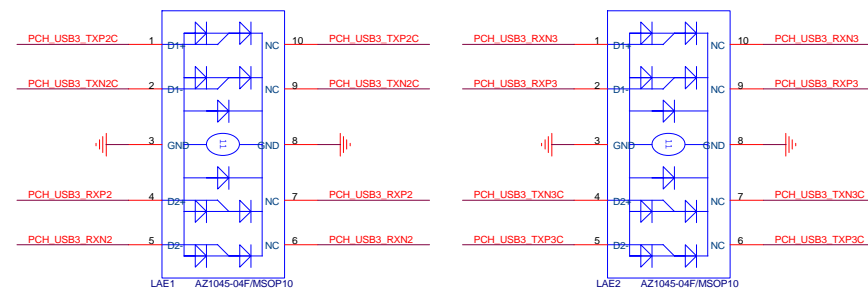 PCH_USB3_TXP2C 1 D1+ NC 10 PCH_USB3_TXP2C
PCH_USB3_TXN2C 2 D1- NC 9 PCH_USB3_TXN2C
3 GND 11 GND 8
PCH_USB3_RXP2 4 D2+ NC 7 PCH_USB3_RXP2
PCH_USB3_RXN2 5 D2- NC 6 PCH_USB3_RXN2
LAE1 AZ1045-04F/MSOP10
PCH_USB3_RXN3 1 D1+ NC 10 PCH_USB3_RXN3
PCH_USB3_RXP3 2 D1- NC 9 PCH_USB3_RXP3
3 GND 11 GND 8
PCH_USB3_TXN3C 4 D2+ NC 7 PCH_USB3_TXN3C
PCH_USB3_TXP3C 5 D2- NC 6 PCH_USB3_TXP3C
LAE2 AZ1045-04F/MSOP10